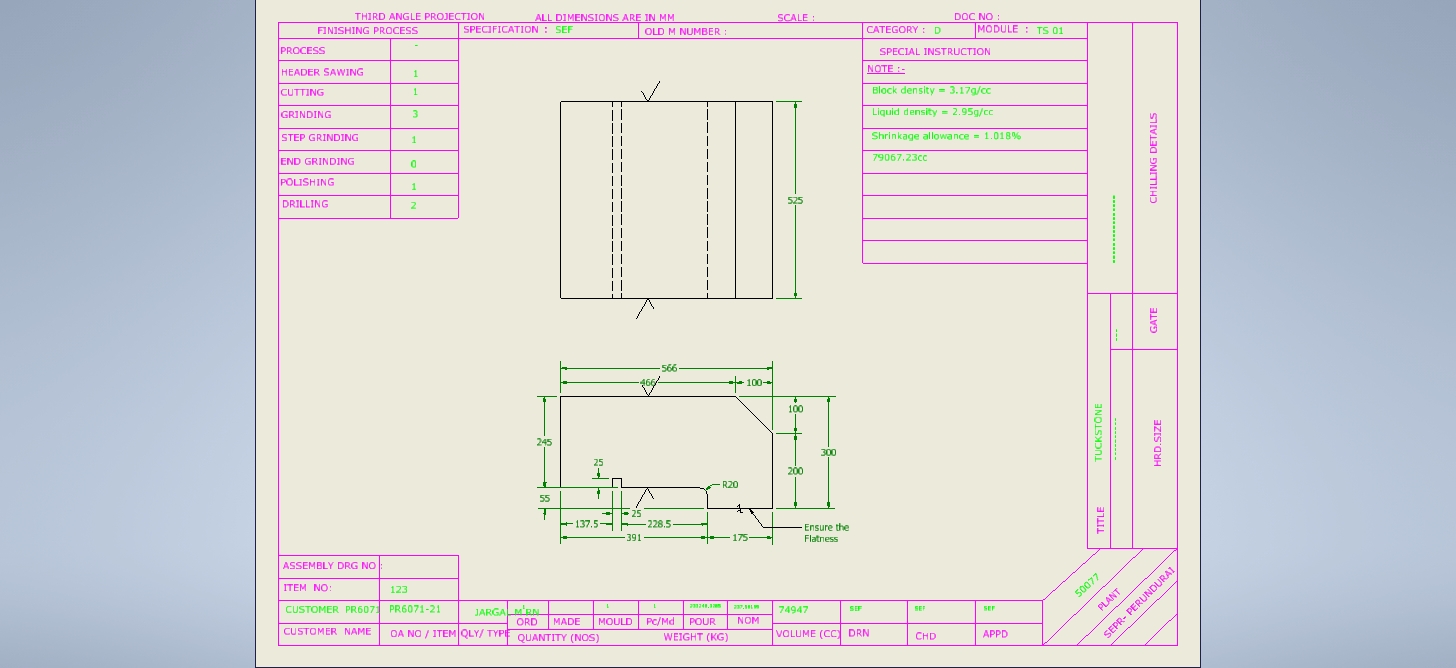 THIRD ANGLE PROJECTION ALL DIMENSIONS ARE IN MM SCALE : DOC NO :
FINISHING PROCESS SPECIFICATION : SEF OLD M NUMBER : CATEGORY : D MODULE : TS 01
PROCESS -
HEADER SAWING 1
CUTTING 1
GRINDING 3
STEP GRINDING 1
END GRINDING 0
POLISHING 1
DRILLING 2
SPECIAL INSTRUCTION
NOTE :-
Block density = 3.17g/cc
Liquid density = 2.95g/cc
Shrinkage allowance = 1.018%
79067.23cc
CHILLING DETAILS
GATE
HRD.SIZE
TUCKSTONE
TITLE
525
566
466 100
100
245
300
200
25
R20
55
25
137.5 228.5
391 175
Ensure the
Flatness
ASSEMBLY DRG NO :
ITEM NO: 123
CUSTOMER PR6071 PR6071-21 JARGA M RN 1 1 74947 SEF SEF SEF
ORD MADE MOULD Pc/Md POUR NOM
CUSTOMER NAME OA NO / ITEM QLY/ TYPE QUANTITY (NOS) WEIGHT (KG) VOLUME (CC) DRN CHD APPD
50077
PLANT
SEPR- PERUNDURAI